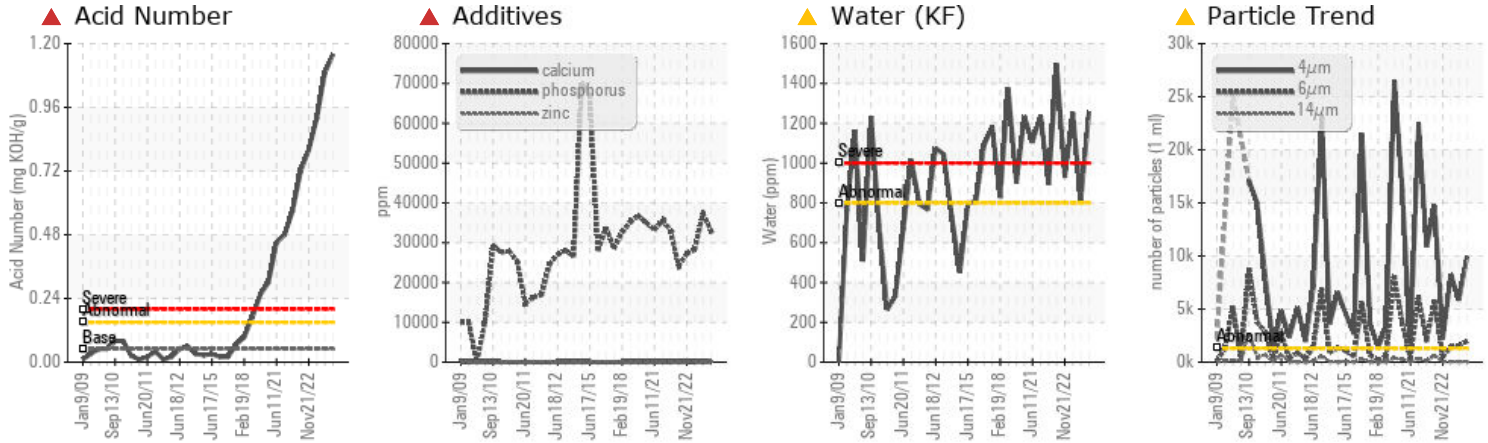 Acid Number
Acid Number (mg KOH/g)
1.20
0.96
0.72
0.48
0.24
0.00
Severe
Abnormal
Base
Jan9/09
Sep13/10
Jun20/11
Jun18/12
Jun17/15
Feb19/18
Jun11/21
Nov21/22
Additives
ppm
80000
70000
60000
50000
40000
30000
20000
10000
0
calcium
phosphorus
zinc
Jan9/09
Sep13/10
Jun20/11
Jun18/12
Jun17/15
Feb19/18
Jun11/21
Nov21/22
Water (KF)
Water (ppm)
1600
1400
1200
1000
800
600
400
200
0
Severe
Abnormal
Jan9/09
Sep13/10
Jun20/11
Jun18/12
Jun17/15
Feb19/18
Jun11/21
Nov21/22
Particle Trend
number of particles (1 ml)
30k
25k
20k
15k
10k
5k
0k
4µm
6µm
14µm
Abnormal
Jan9/09
Sep13/10
Jun20/11
Jun18/12
Jun17/15
Feb19/18
Jun11/21
Nov21/22